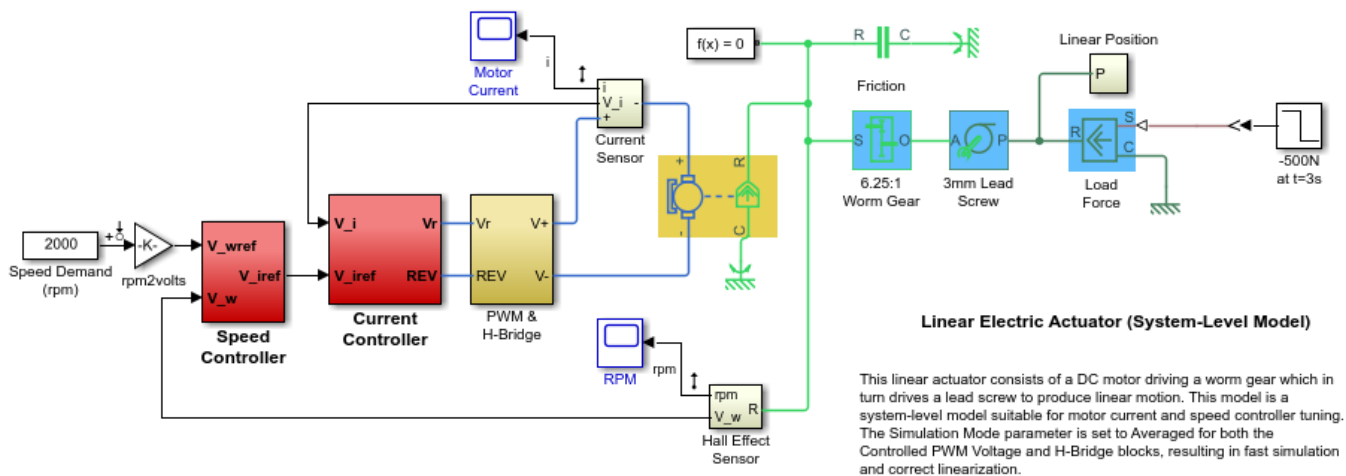 Motor
Current
i
i
V_i
+
-
Current
Sensor
f(x) = 0
R
C
Friction
Linear Position
P
S
O
6.25:1
Worm Gear
A
P
3mm Lead
Screw
R
S
C
Load
Force
-500N
at t=3s
+
-
R
C
2000
Speed Demand
(rpm)
+
-K-
rpm2volts
V_wref
V_iref
V_w
Speed
Controller
V_i
Vr
V_iref
REV
Current
Controller
Vr
V+
REV
V-
PWM &
H-Bridge
RPM
rpm
rpm
R
V_w
Hall Effect
Sensor
Linear Electric Actuator (System-Level Model)
This linear actuator consists of a DC motor driving a worm gear which in
turn drives a lead screw to produce linear motion. This model is a
system-level model suitable for motor current and speed controller tuning.
The Simulation Mode parameter is set to Averaged for both the
Controlled PWM Voltage and H-Bridge blocks, resulting in fast simulation
and correct linearization.